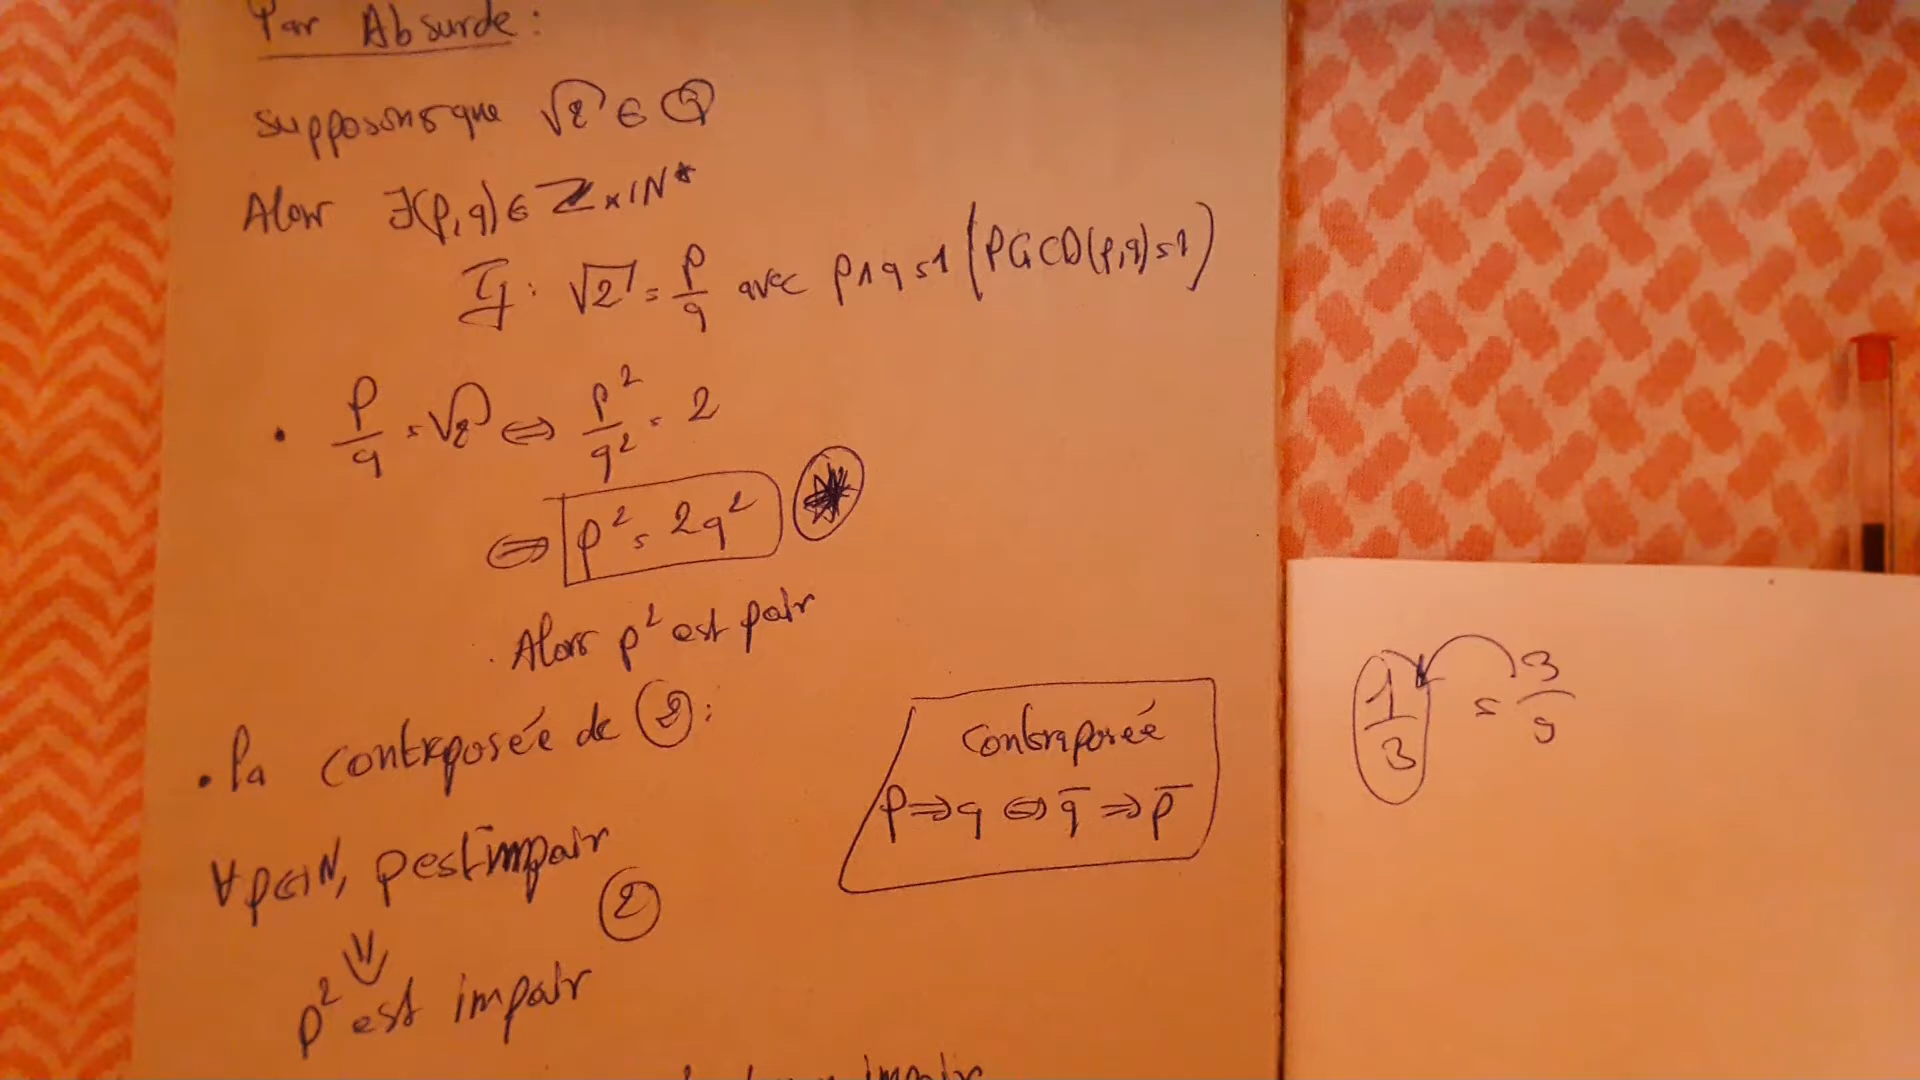 Par Absurde :
supposons que √2 ∈ ℚ
Alors ∃(p,q) ∈ ℤ×ℕ*
Tq : √2 = p/q avec p∧q=1 (PGCD(p,q)=1)
• p/q = √2 ⇔ p²/q² = 2
⇔ p² = 2q² ★
. Alors p² est pair
• la contraposée de ② :
∀p∈ℕ, p est impair
②
⇓
p² est impair
contraposée
p⇒q ⇔ q̅ ⇒ p̅
1/3 = 3/9
impair